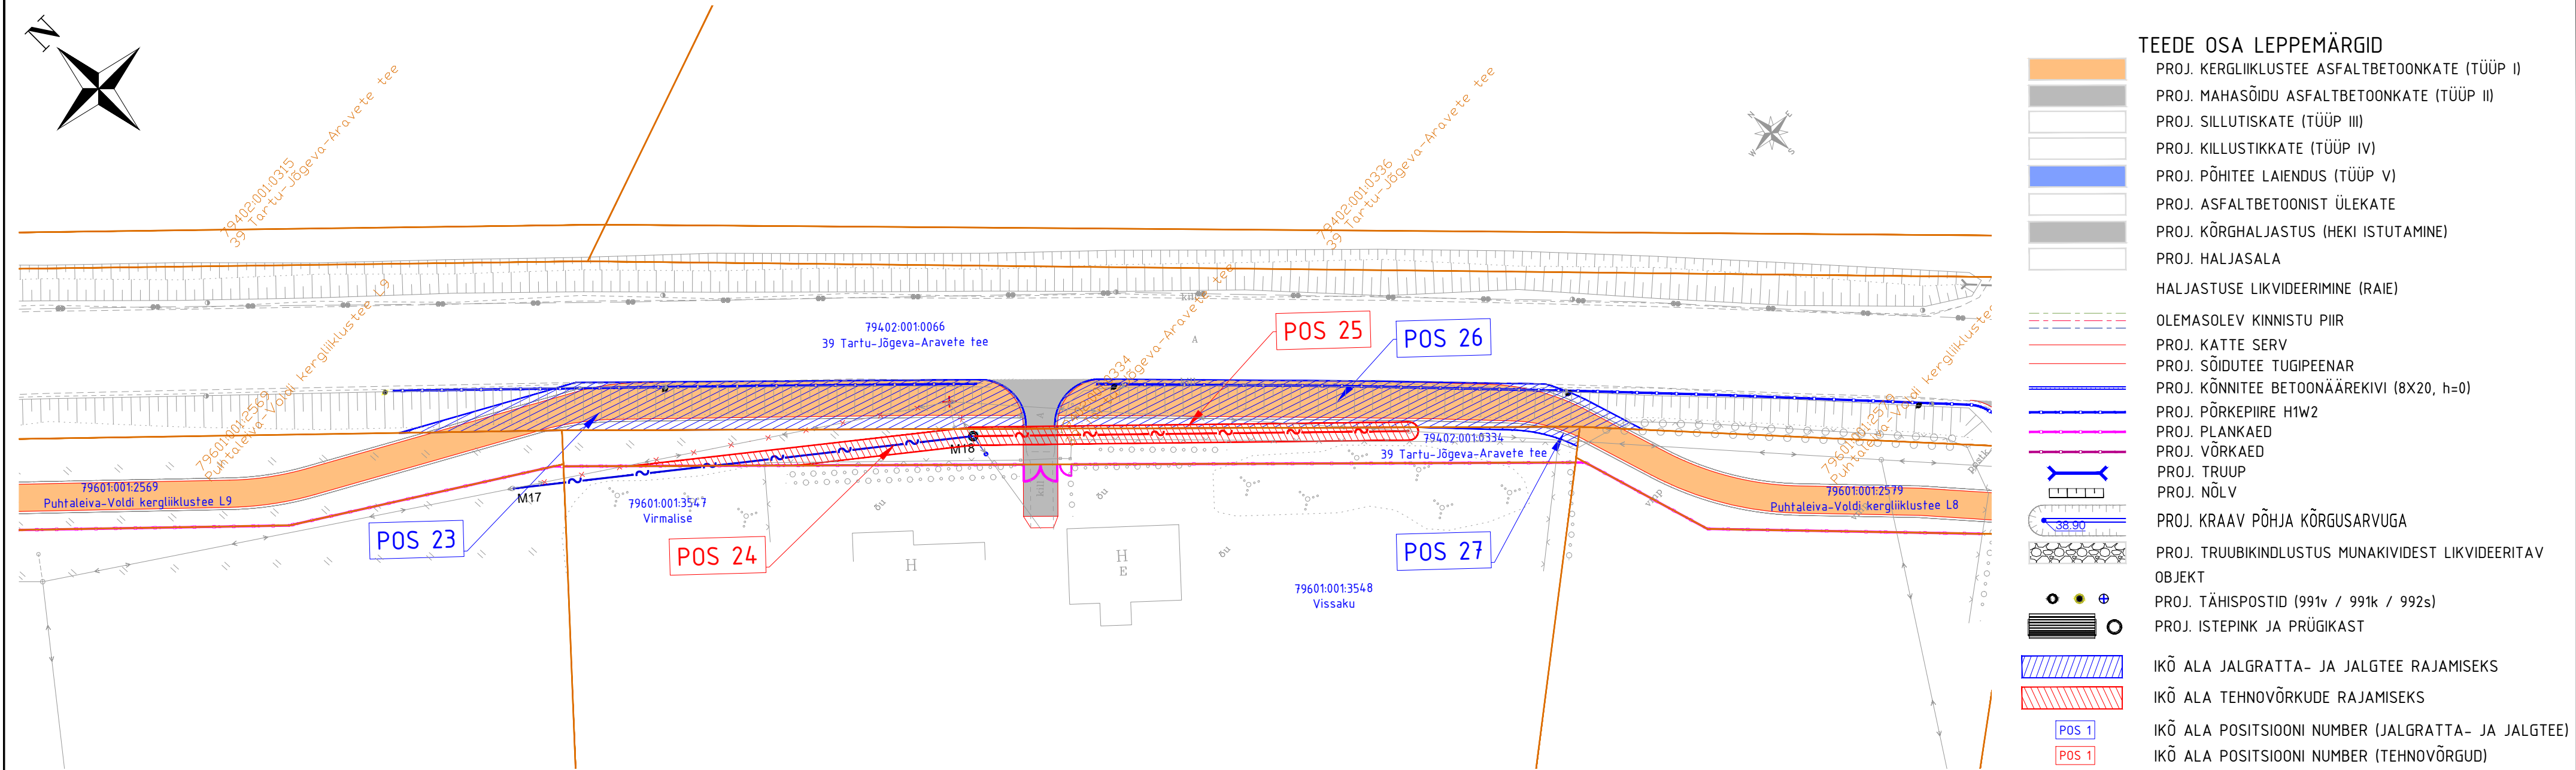 N
79402:001:0315
39 Tartu-Jõgeva-Aravete tee
79402:001:0336
39 Tartu-Jõgeva-Aravete tee
N
E
W
S
79601:001:2569
Puhtaleiva-Voldi kergliiklustee L9
79402:001:0066
39 Tartu-Jõgeva-Aravete tee
kil
A
POS 25
POS 26
A
M18
79402:001:0334
39 Tartu-Jõgeva-Aravete tee
79601:001:2569
Puhtaleiva-Voldi kergliiklustee L9
M17
79601:001:3547
Virmalise
õu
kil
õu
79601:001:2579
Puhtaleiva-Voldi kergliiklustee L8
POS 23
POS 24
H
H
E
õu
POS 27
79601:001:3548
Vissaku
TEEDE OSA LEPPEMÄRGID
PROJ. KERGLIIKLUSTEE ASFALTBETOONKATE (TÜÜP I)
PROJ. MAHASÕIDU ASFALTBETOONKATE (TÜÜP II)
PROJ. SILLUTISKATE (TÜÜP III)
PROJ. KILLUSTIKKATE (TÜÜP IV)
PROJ. PÕHITEE LAIENDUS (TÜÜP V)
PROJ. ASFALTBETOONIST ÜLEKATE
PROJ. KÕRGHALJASTUS (HEKI ISTUTAMINE)
PROJ. HALJASALA
HALJASTUSE LIKVIDEERIMINE (RAIE)
OLEMASOLEV KINNISTU PIIR
PROJ. KATTE SERV
PROJ. SÕIDUTEE TUGIPEENAR
PROJ. KÕNNITEE BETOONÄÄREKIVI (8X20, h=0)
PROJ. PÕRKEPIIRE H1W2
PROJ. PLANKAED
PROJ. VÕRKAED
PROJ. TRUUP
PROJ. NÕLV
38.90
PROJ. KRAAV PÕHJA KÕRGUSARVUGA
PROJ. TRUUBIKINDLUSTUS MUNAKIVIDEST LIKVIDEERITAV
OBJEKT
PROJ. TÄHISPOSTID (991v / 991k / 992s)
PROJ. ISTEPINK JA PRÜGIKAST
IKÕ ALA JALGRATTA- JA JALGTEE RAJAMISEKS
IKÕ ALA TEHNOVÕRKUDE RAJAMISEKS
POS 1
IKÕ ALA POSITSIOONI NUMBER (JALGRATTA- JA JALGTEE)
POS 1
IKÕ ALA POSITSIOONI NUMBER (TEHNOVÕRGUD)